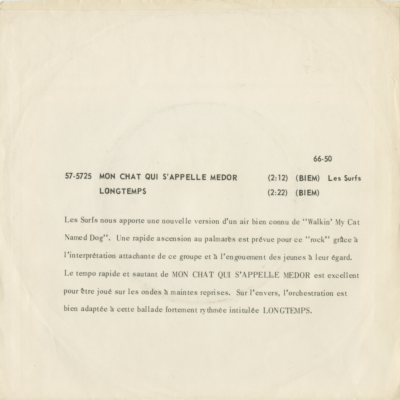 66-50
57-5725 MON CHAT QUI S'APPELLE MEDOR (2:12) (BIEM) Les Surfs
LONGTEMPS (2:22) (BIEM)
Les Surfs nous apporte une nouvelle version d'un air bien connu de "Walkin' My Cat
Named Dog". Une rapide ascension au palmarès est prévue pour ce "rock" grâce à
l'interprétation attachante de ce groupe et à l'engouement des jeunes à leur égard.
Le tempo rapide et sautant de MON CHAT QUI S'APPELLE MEDOR est excellent
pour être joué sur les ondes à maintes reprises. Sur l'envers, l'orchestration est
bien adaptée à cette ballade fortement rythmée intitulée LONGTEMPS.